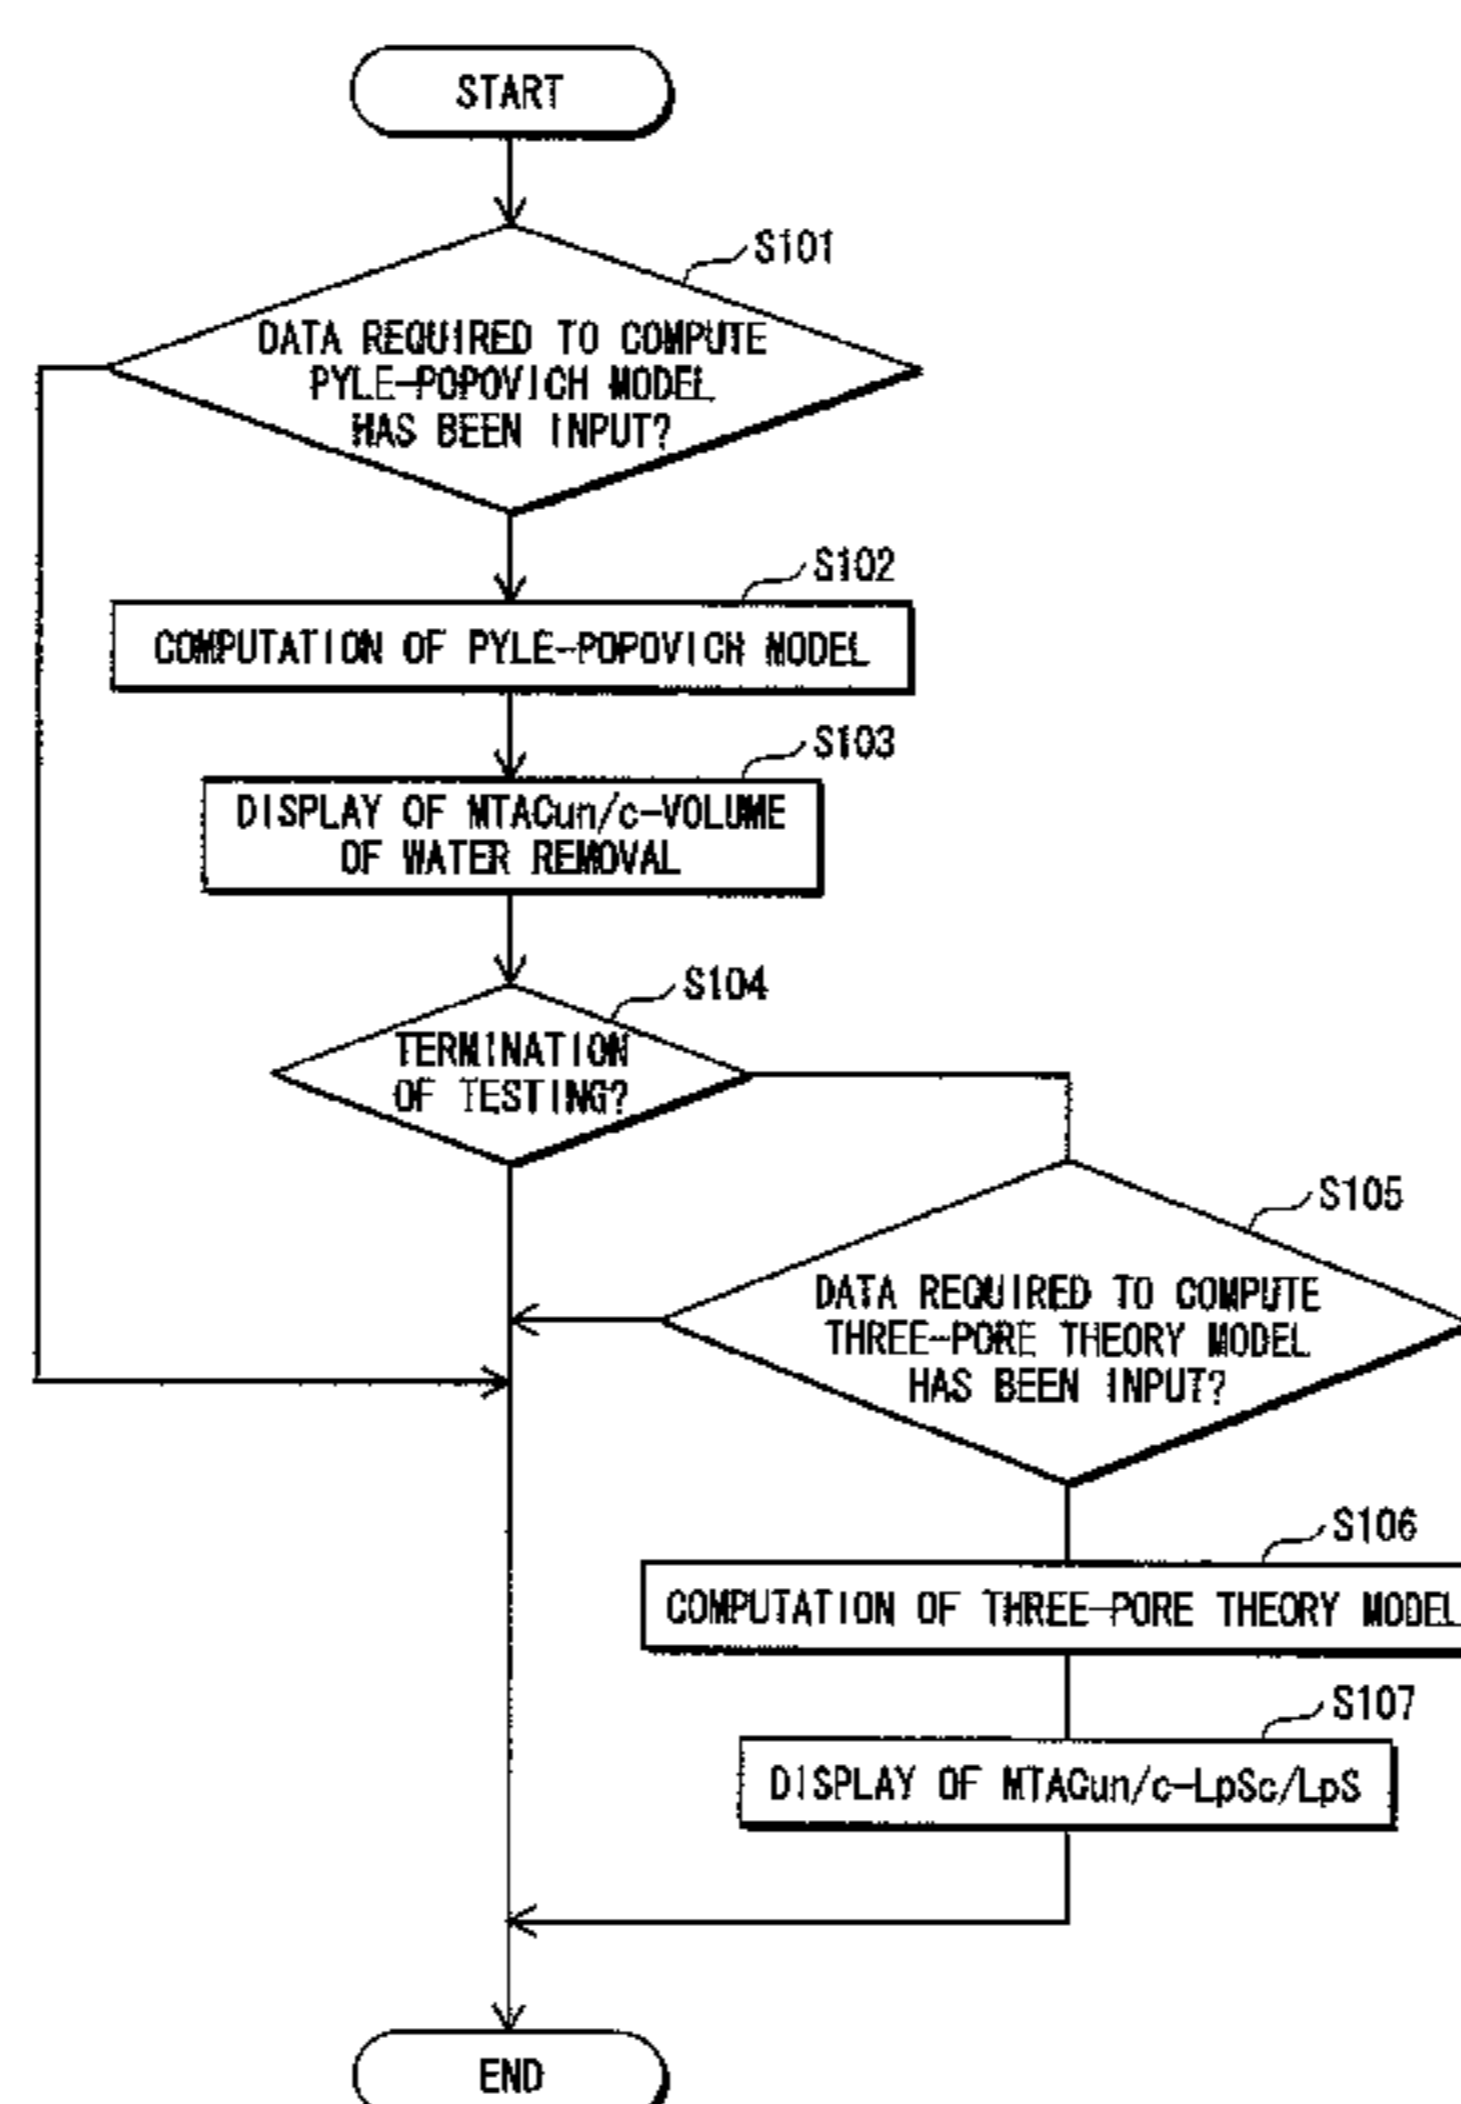 START
S101
DATA REQUIRED TO COMPUTE
PYLE-POPOVICH MODEL
HAS BEEN INPUT?
S102
COMPUTATION OF PYLE-POPOVICH MODEL
S103
DISPLAY OF MTACun/c-VOLUME
OF WATER REMOVAL
S104
TERMINATION
OF TESTING?
S105
DATA REQUIRED TO COMPUTE
THREE-PORE THEORY MODEL
HAS BEEN INPUT?
S106
COMPUTATION OF THREE-PORE THEORY MODEL
S107
DISPLAY OF MTACun/c-LpSc/LpS
END